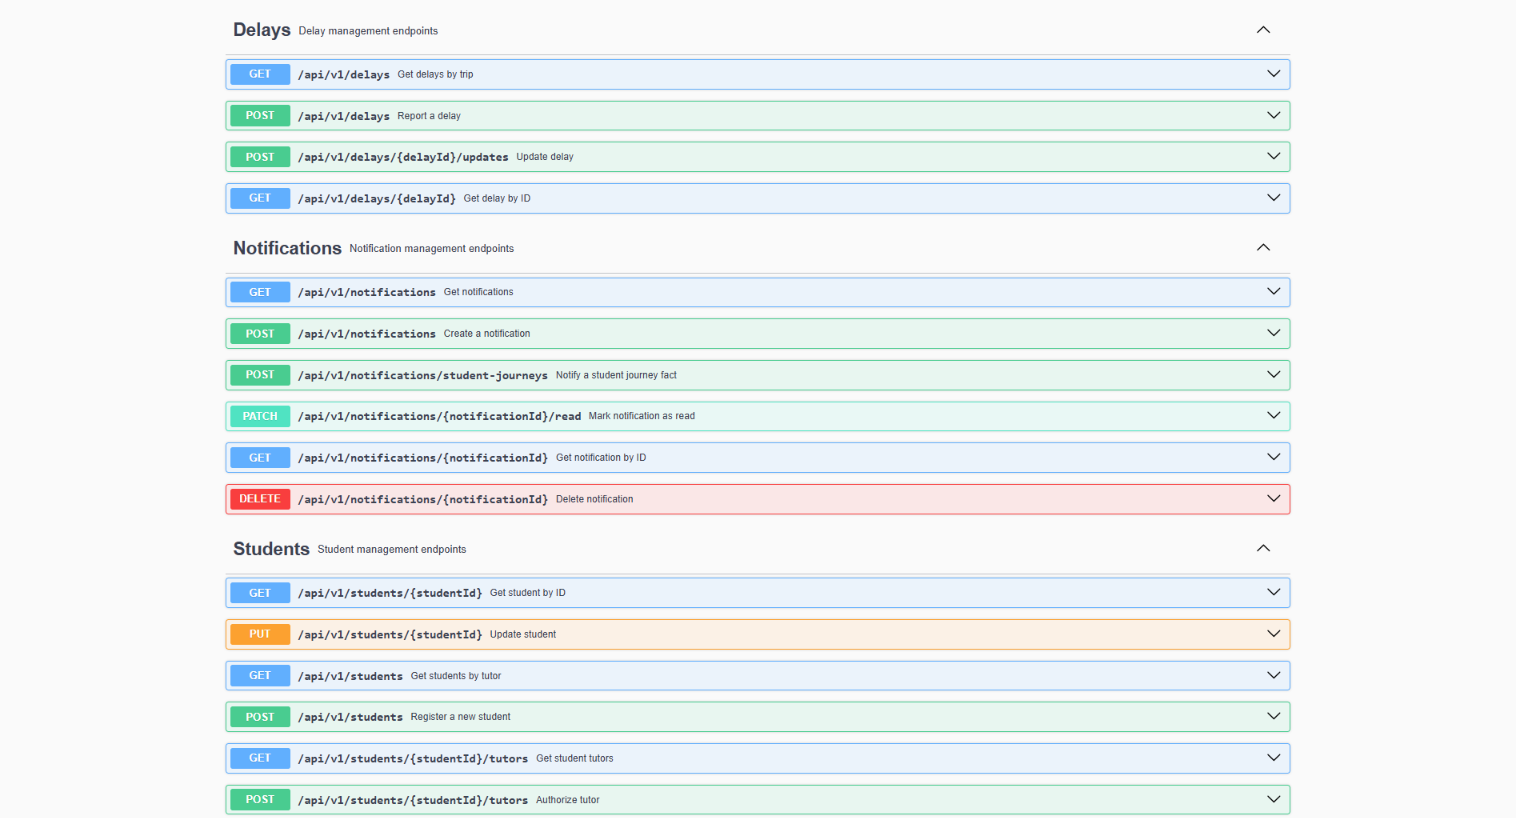 Delays Delay management endpoints
GET /api/v1/delays Get delays by trip
POST /api/v1/delays Report a delay
POST /api/v1/delays/{delayId}/updates Update delay
GET /api/v1/delays/{delayId} Get delay by ID
Notifications Notification management endpoints
GET /api/v1/notifications Get notifications
POST /api/v1/notifications Create a notification
POST /api/v1/notifications/student-journeys Notify a student journey fact
PATCH /api/v1/notifications/{notificationId}/read Mark notification as read
GET /api/v1/notifications/{notificationId} Get notification by ID
DELETE /api/v1/notifications/{notificationId} Delete notification
Students Student management endpoints
GET /api/v1/students/{studentId} Get student by ID
PUT /api/v1/students/{studentId} Update student
GET /api/v1/students Get students by tutor
POST /api/v1/students Register a new student
GET /api/v1/students/{studentId}/tutors Get student tutors
POST /api/v1/students/{studentId}/tutors Authorize tutor